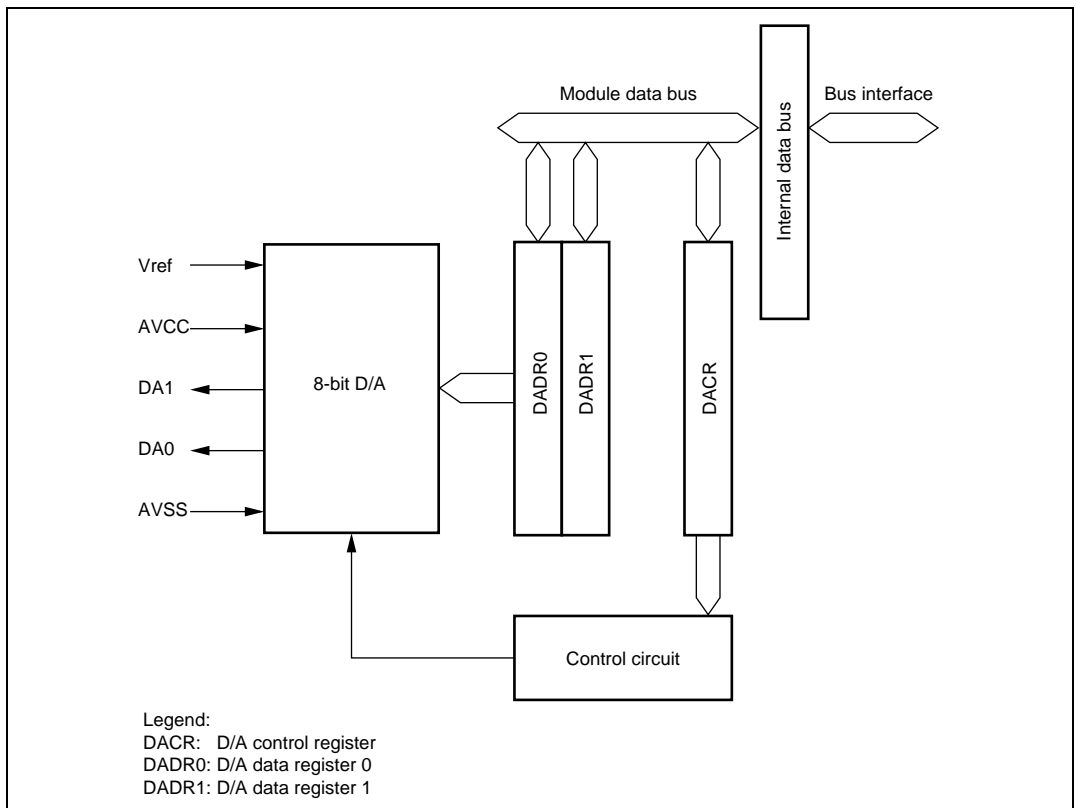 Module data bus
Bus interface
Internal data bus
Vref
AVCC
DA1
DA0
AVSS
8-bit D/A
DADR0
DADR1
DACR
Control circuit
Legend:
DACR: D/A control register
DADR0: D/A data register 0
DADR1: D/A data register 1